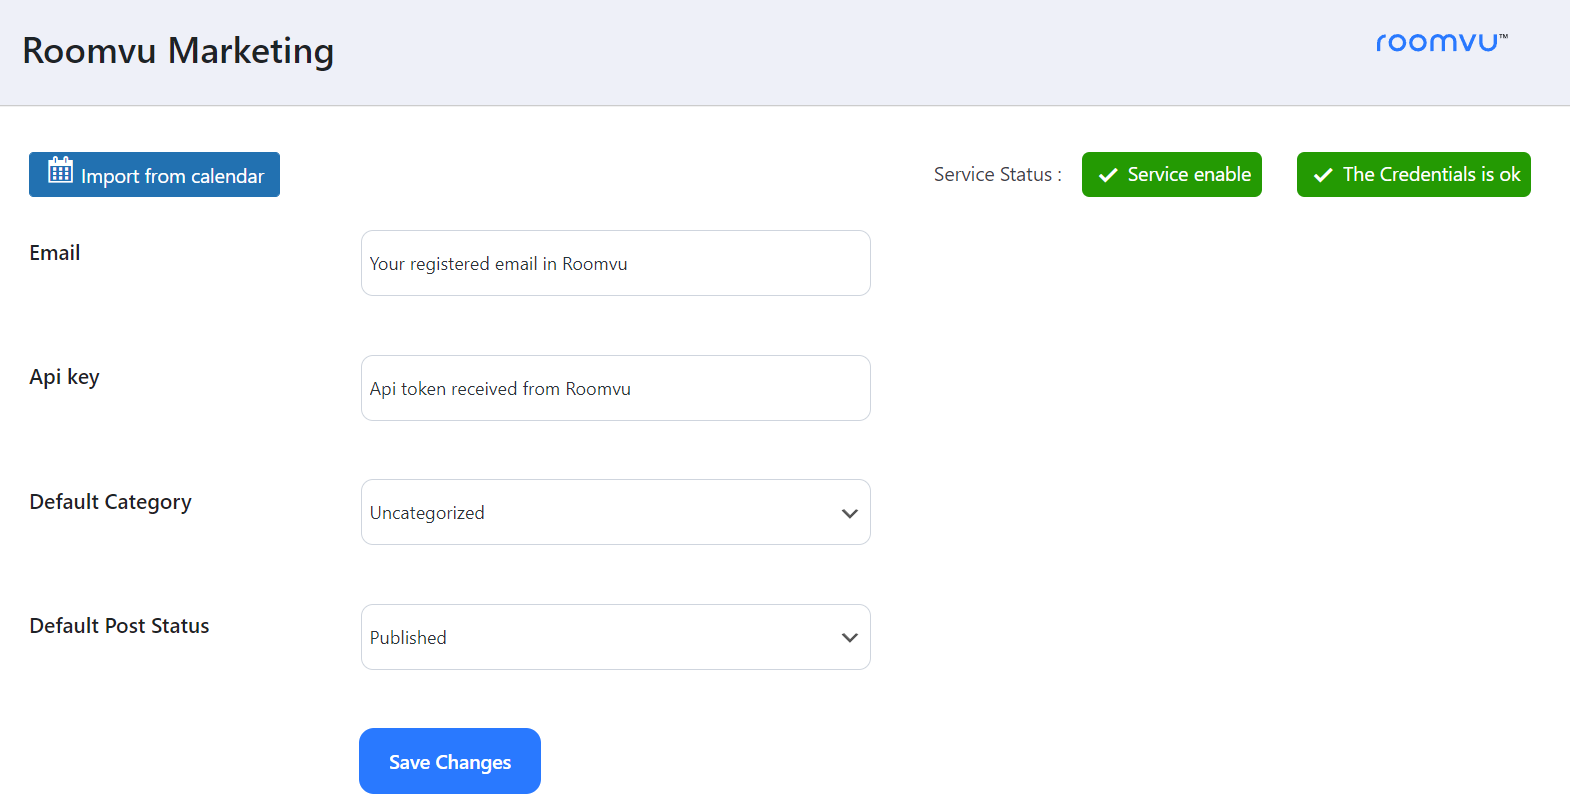 Roomvu Marketing
roomvu™
Import from calendar
Service Status :
Service enable
The Credentials is ok
Email
Your registered email in Roomvu
Api key
Api token received from Roomvu
Default Category
Uncategorized
Default Post Status
Published
Save Changes